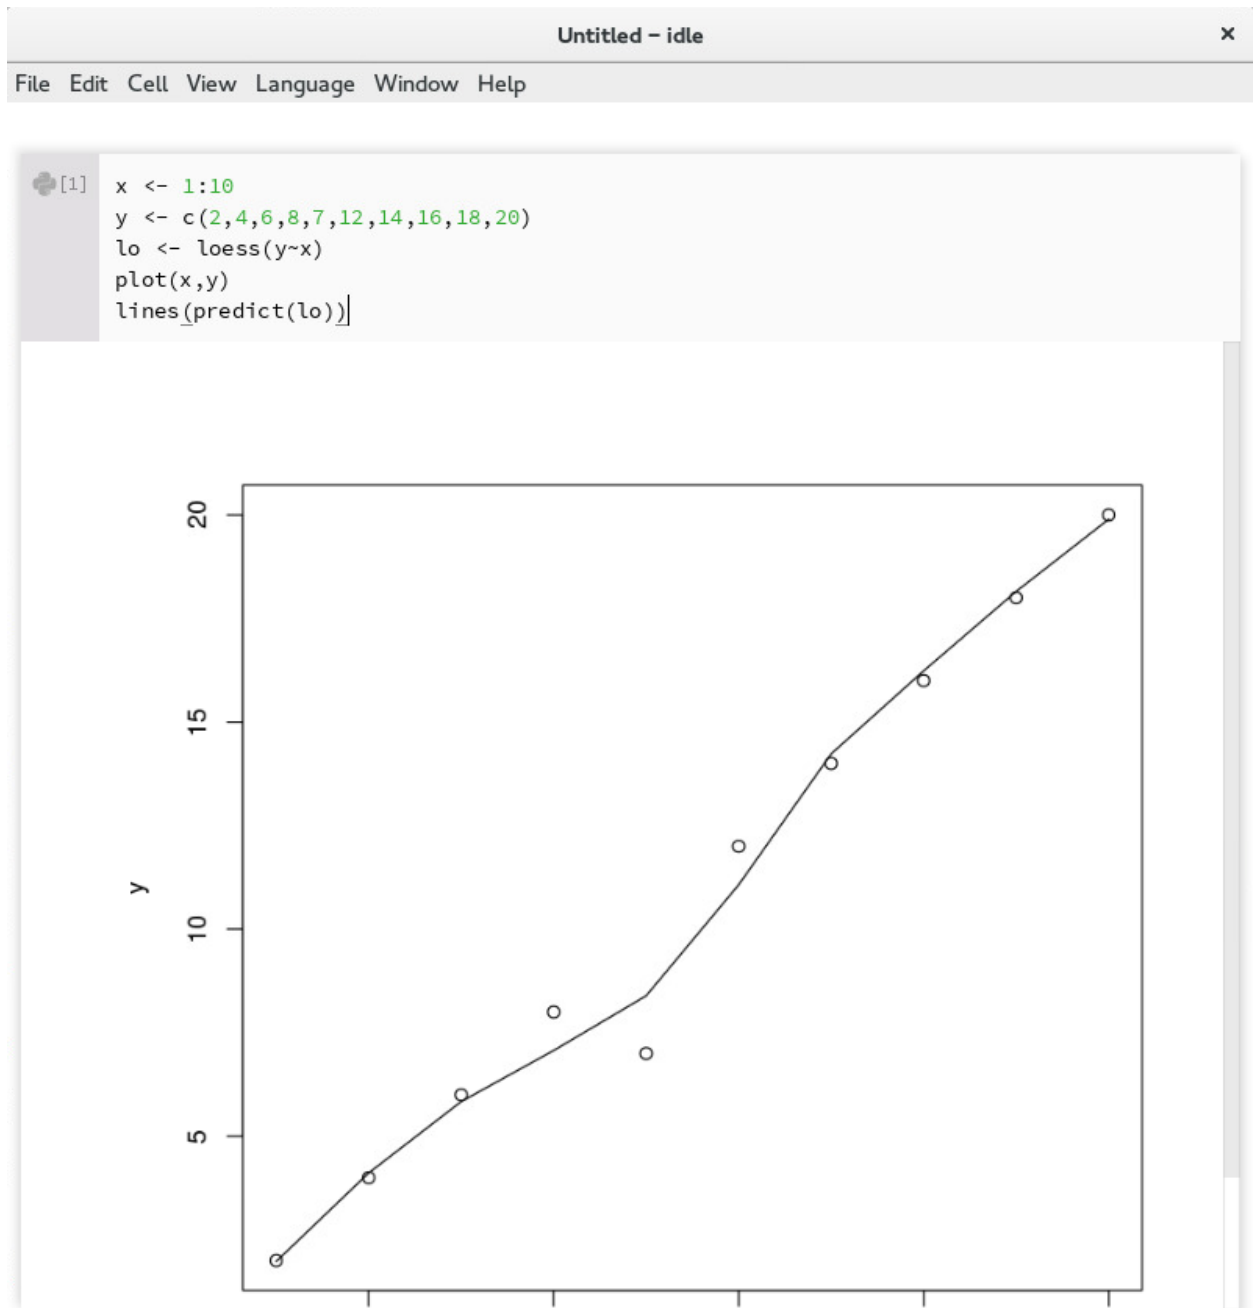 Untitled – idle
×
File Edit Cell View Language Window Help
[1]
x <- 1:10
y <- c(2,4,6,8,7,12,14,16,18,20)
lo <- loess(y~x)
plot(x,y)
lines(predict(lo))
20
15
y
10
5